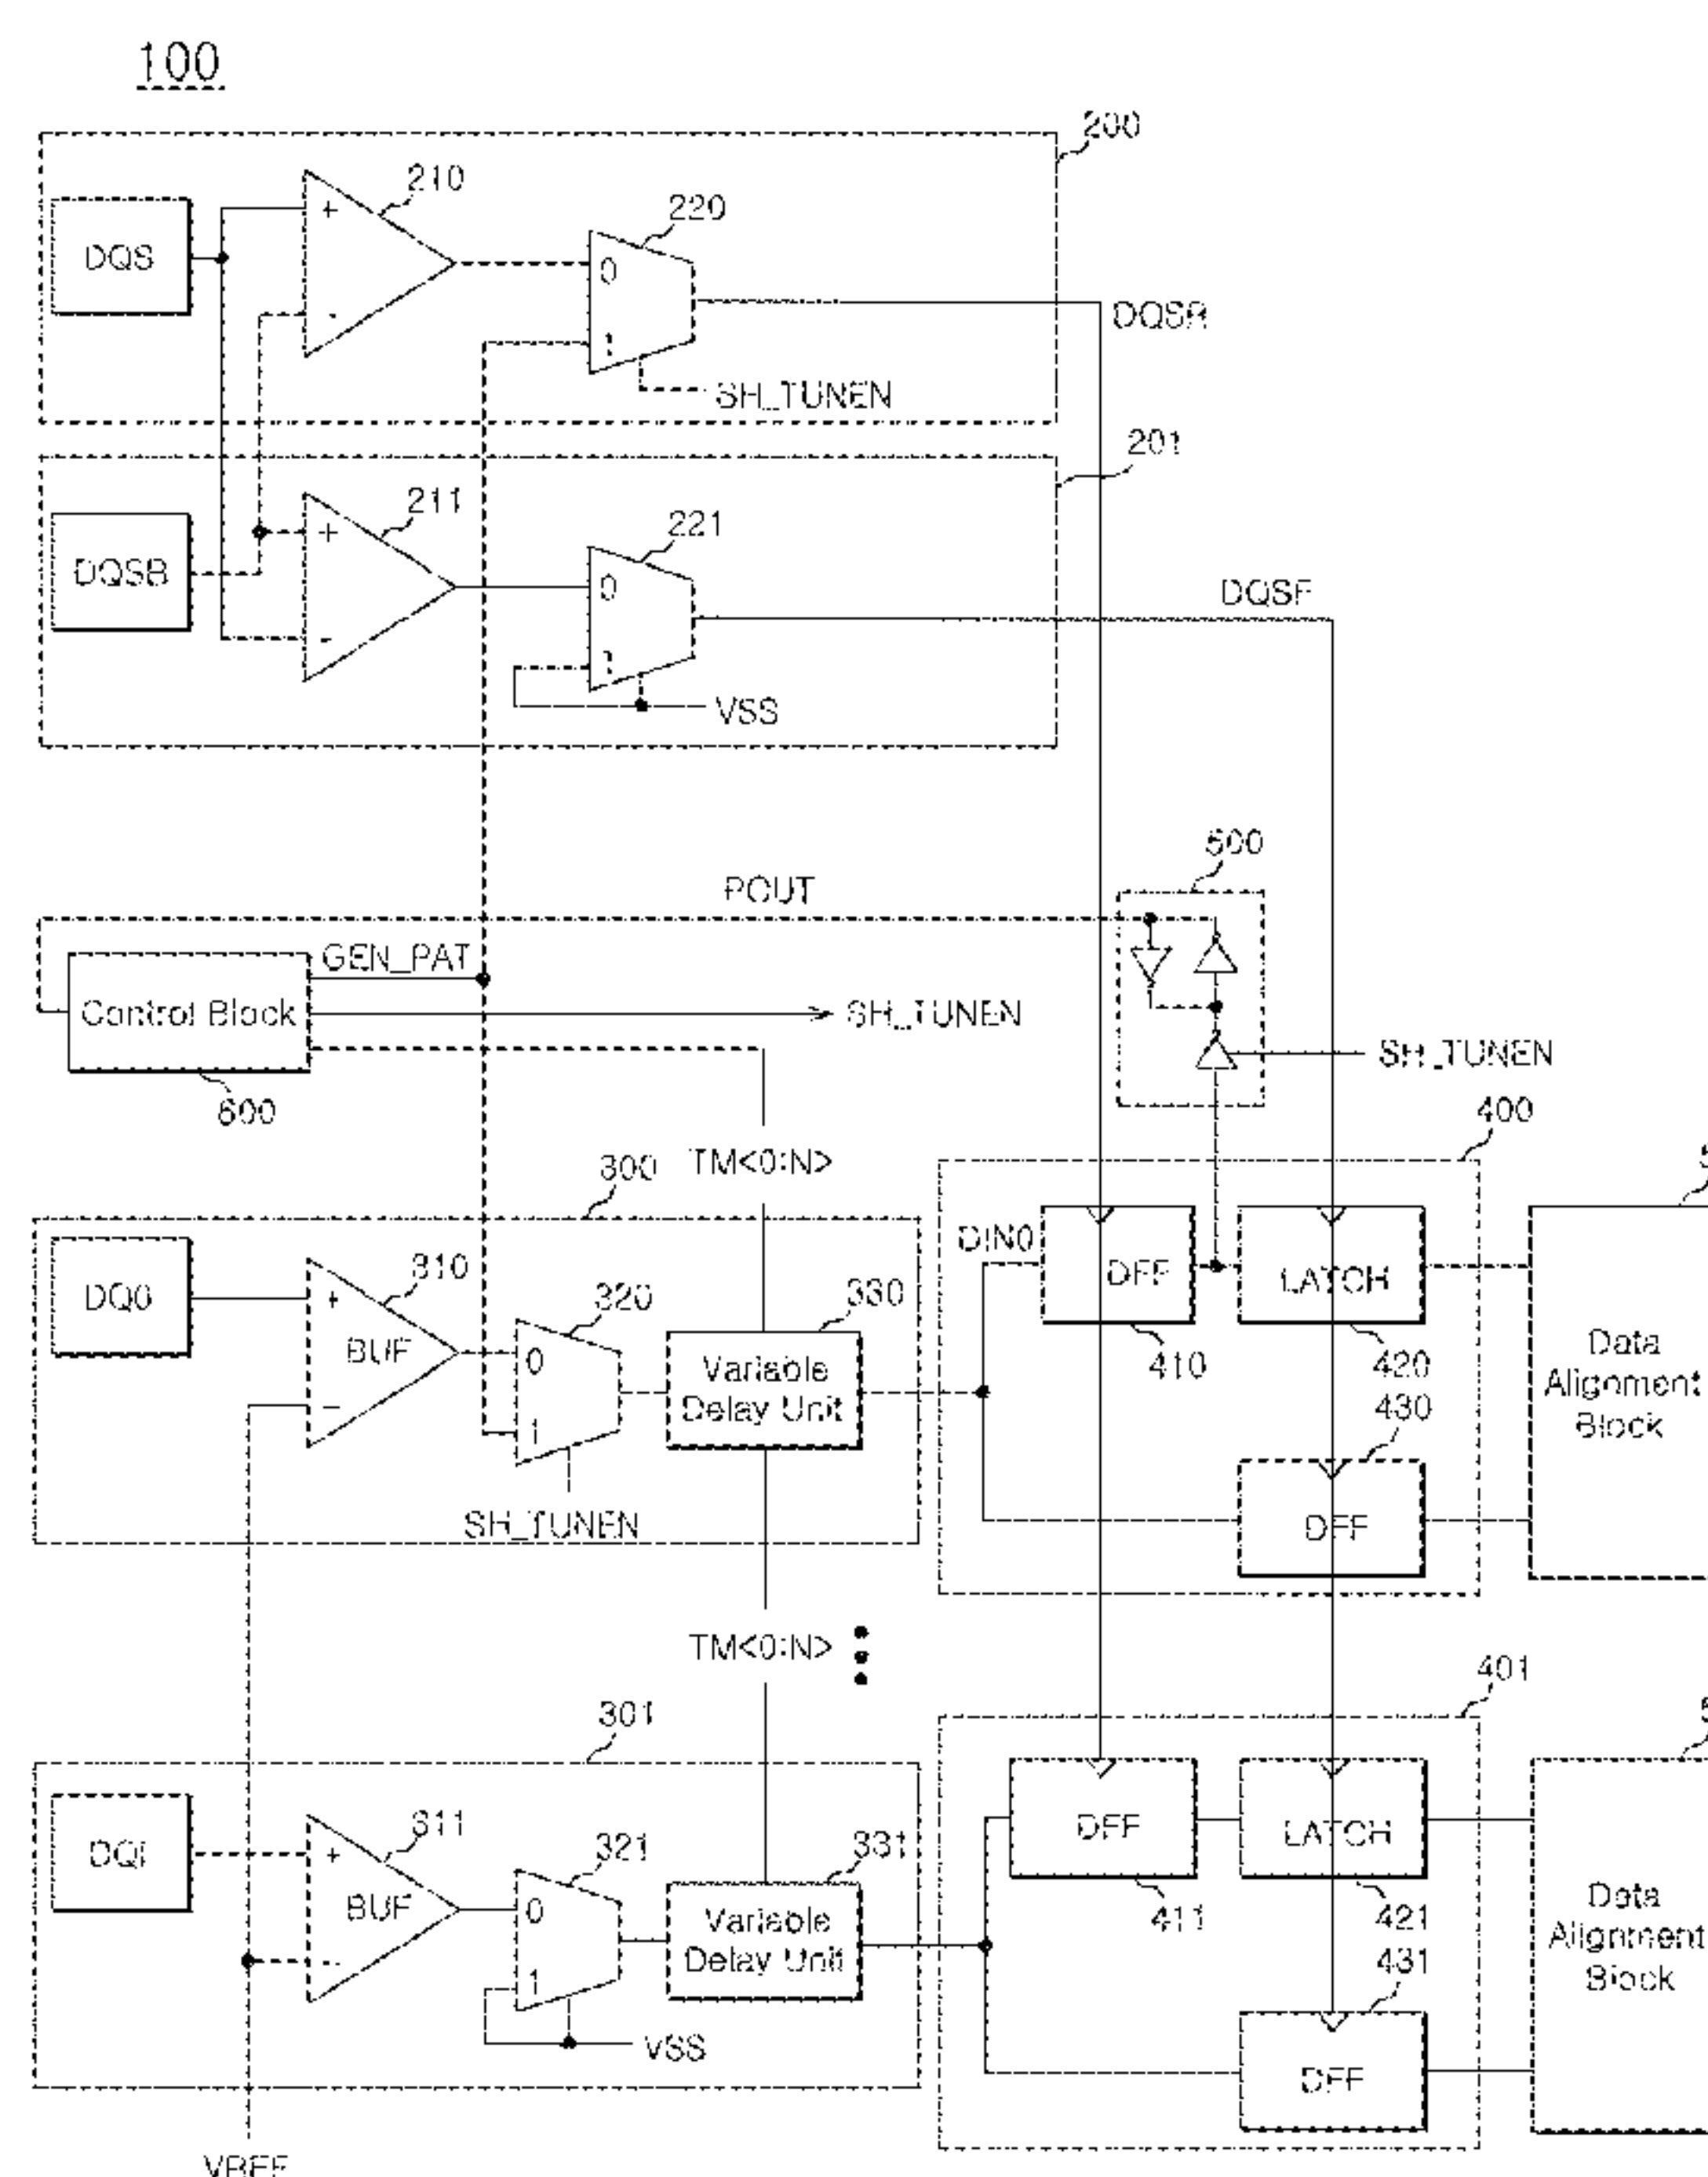 100
200
210
220
DQS
+
-
0
1
DQSR
SH_TUNEN
201
211
221
DQSB
+
-
0
1
DQSF
VSS
500
POUT
GEN_PAT
Control Block
SH_TUNEN
SH_TUNEN
600
400
300
TM<0:N>
DQ0
310
320
330
+
BUF
-
0
1
Variable
Delay Unit
SH_TUNEN
DIN0
DFF
LATCH
410
420
430
DFF
Data
Alignment
Block
TM<0:N>
401
301
DQi
311
321
331
+
BUF
-
0
1
Variable
Delay Unit
VSS
DFF
LATCH
411
421
431
DFF
Data
Alignment
Block
VREF